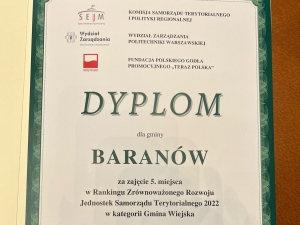 SEJM
KOMISJA SAMORZĄDU TERYTORIALNEGO
I POLITYKI REGIONALNEJ
Wydział
Zarządzania
WYDZIAŁ ZARZĄDZANIA
POLITECHNIKI WARSZAWSKIEJ
FUNDACJA POLSKIEGO GODŁA
PROMOCYJNEGO „TERAZ POLSKA”
DYPLOM
dla gminy
BARANÓW
za zajęcie 5. miejsca
w Rankingu Zrównoważonego Rozwoju
Jednostek Samorządu Terytorialnego 2022
w kategorii Gmina Wiejska